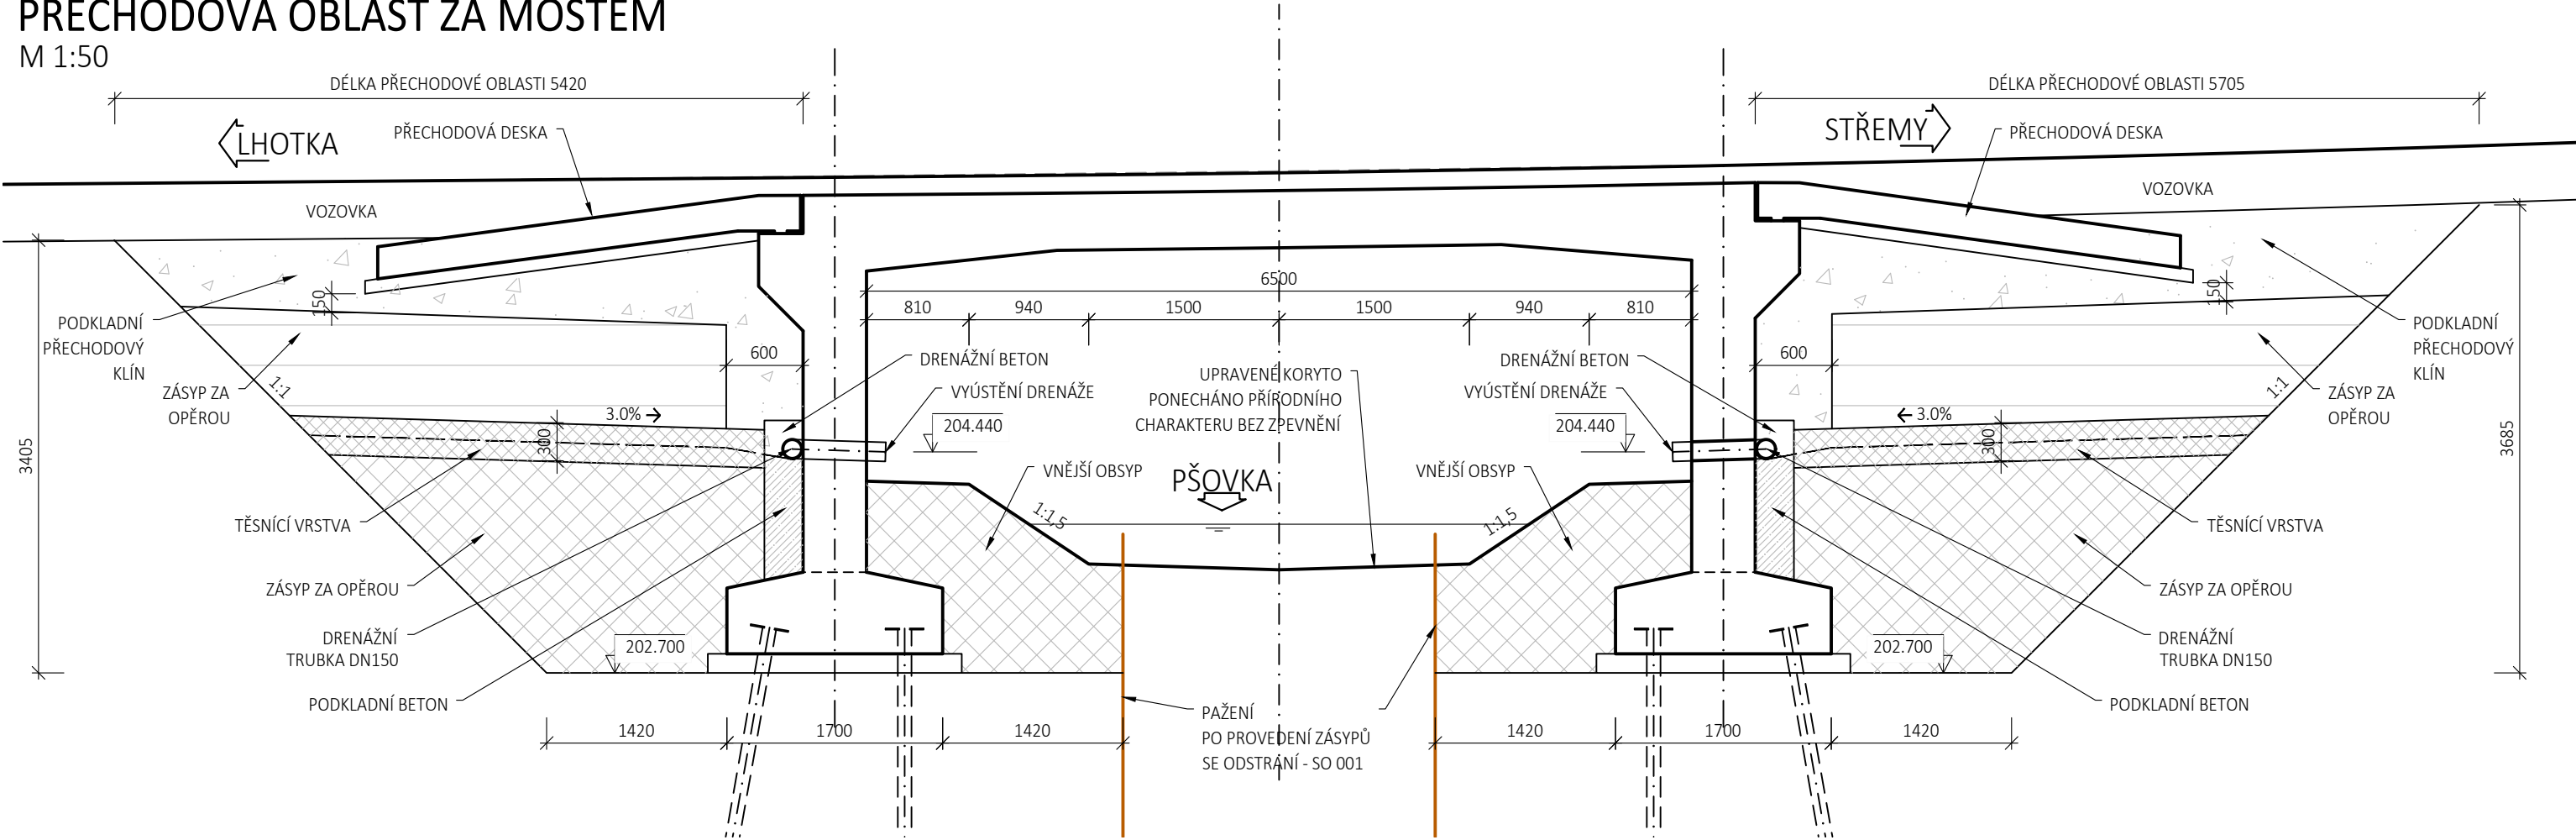 PŘECHODOVÁ OBLAST ZA MOSTEM
M 1:50
DÉLKA PŘECHODOVÉ OBLASTI 5420
DÉLKA PŘECHODOVÉ OBLASTI 5705
LHOTKA
PŘECHODOVÁ DESKA
STŘEMY
PŘECHODOVÁ DESKA
VOZOVKA
VOZOVKA
6500
810
940
1500
1500
940
810
150
150
PODKLADNÍ
PŘECHODOVÝ
KLÍN
PODKLADNÍ
PŘECHODOVÝ
KLÍN
600
600
DRENÁŽNÍ BETON
DRENÁŽNÍ BETON
VYÚSTĚNÍ DRENÁŽE
VYÚSTĚNÍ DRENÁŽE
UPRAVENÉ KORYTO
PONECHÁNO PŘÍRODNÍHO
CHARAKTERU BEZ ZPEVNĚNÍ
ZÁSYP ZA
OPĚROU
ZÁSYP ZA
OPĚROU
1:1
1:1
3.0%
3.0%
204.440
204.440
300
300
3405
3685
VNĚJŠÍ OBSYP
PŠOVKA
VNĚJŠÍ OBSYP
1:1,5
1:1,5
TĚSNÍCÍ VRSTVA
TĚSNÍCÍ VRSTVA
ZÁSYP ZA OPĚROU
ZÁSYP ZA OPĚROU
DRENÁŽNÍ
TRUBKA DN150
DRENÁŽNÍ
TRUBKA DN150
202.700
202.700
PODKLADNÍ BETON
PODKLADNÍ BETON
PAŽENÍ
PO PROVEDENÍ ZÁSYPŮ
SE ODSTRÁNÍ - SO 001
1420
1700
1420
1420
1700
1420